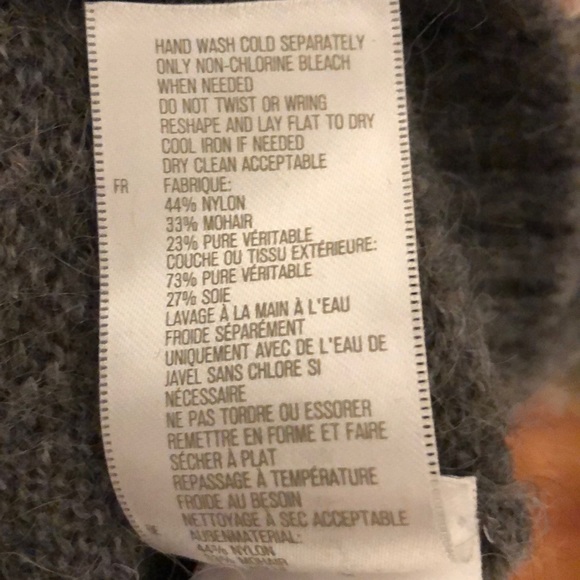 HAND WASH COLD SEPARATELY
ONLY NON-CHLORINE BLEACH
WHEN NEEDED
DO NOT TWIST OR WRING
RESHAPE AND LAY FLAT TO DRY
COOL IRON IF NEEDED
DRY CLEAN ACCEPTABLE
FR FABRIQUE:
44% NYLON
33% MOHAIR
23% PURE VÉRITABLE
COUCHE OU TISSU EXTÉRIEURE:
73% PURE VÉRITABLE
27% SOIE
LAVAGE À LA MAIN À L'EAU
FROIDE SÉPARÉMENT
UNIQUEMENT AVEC DE L'EAU DE
JAVEL SANS CHLORE SI
NÉCESSAIRE
NE PAS TORDRE OU ESSORER
REMETTRE EN FORME ET FAIRE
SÉCHER À PLAT
REPASSAGE À TEMPÉRATURE
FROIDE AU BESOIN
NETTOYAGE À SEC ACCEPTABLE
AUßENMATERIAL:
44% NYLON
MOHAIR